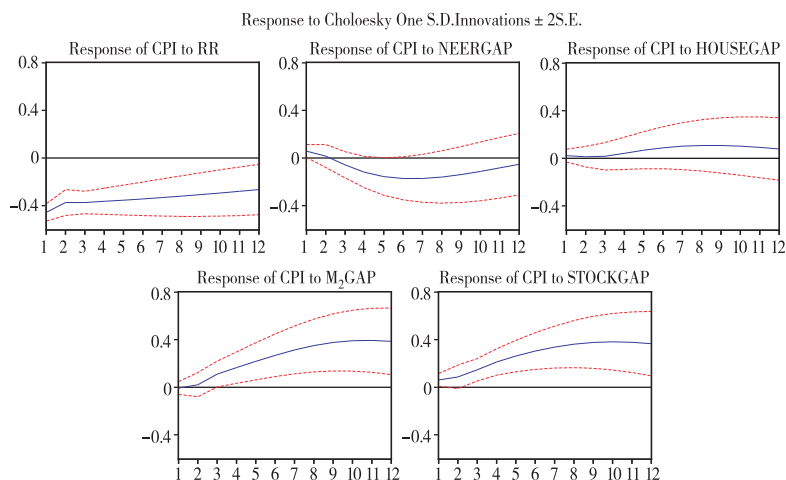 Response to Choloesky One S.D.Innovations ± 2S.E.
Response of CPI to RR
0.8
0.4
0
−0.4
1 2 3 4 5 6 7 8 9 10 11 12
Response of CPI to NEERGAP
0.8
0.4
0
−0.4
1 2 3 4 5 6 7 8 9 10 11 12
Response of CPI to HOUSEGAP
0.8
0.4
0
−0.4
1 2 3 4 5 6 7 8 9 10 11 12
Response of CPI to M₂GAP
0.8
0.4
0
−0.4
1 2 3 4 5 6 7 8 9 10 11 12
Response of CPI to STOCKGAP
0.8
0.4
0
−0.4
1 2 3 4 5 6 7 8 9 10 11 12